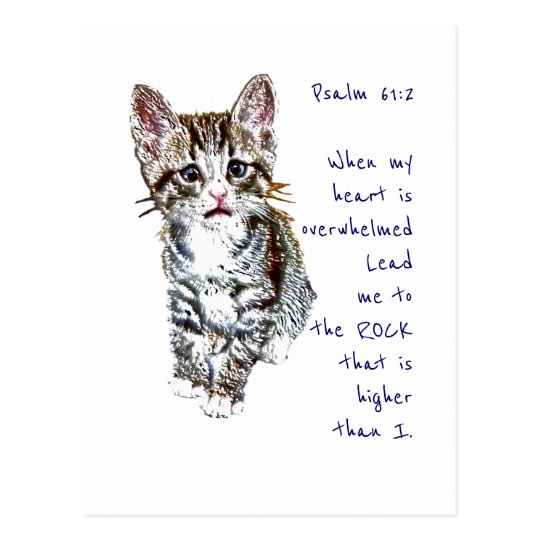 Psalm 61:2
When my
heart is
overwhelmed
Lead
me to
the ROCK
that is
higher
than I.